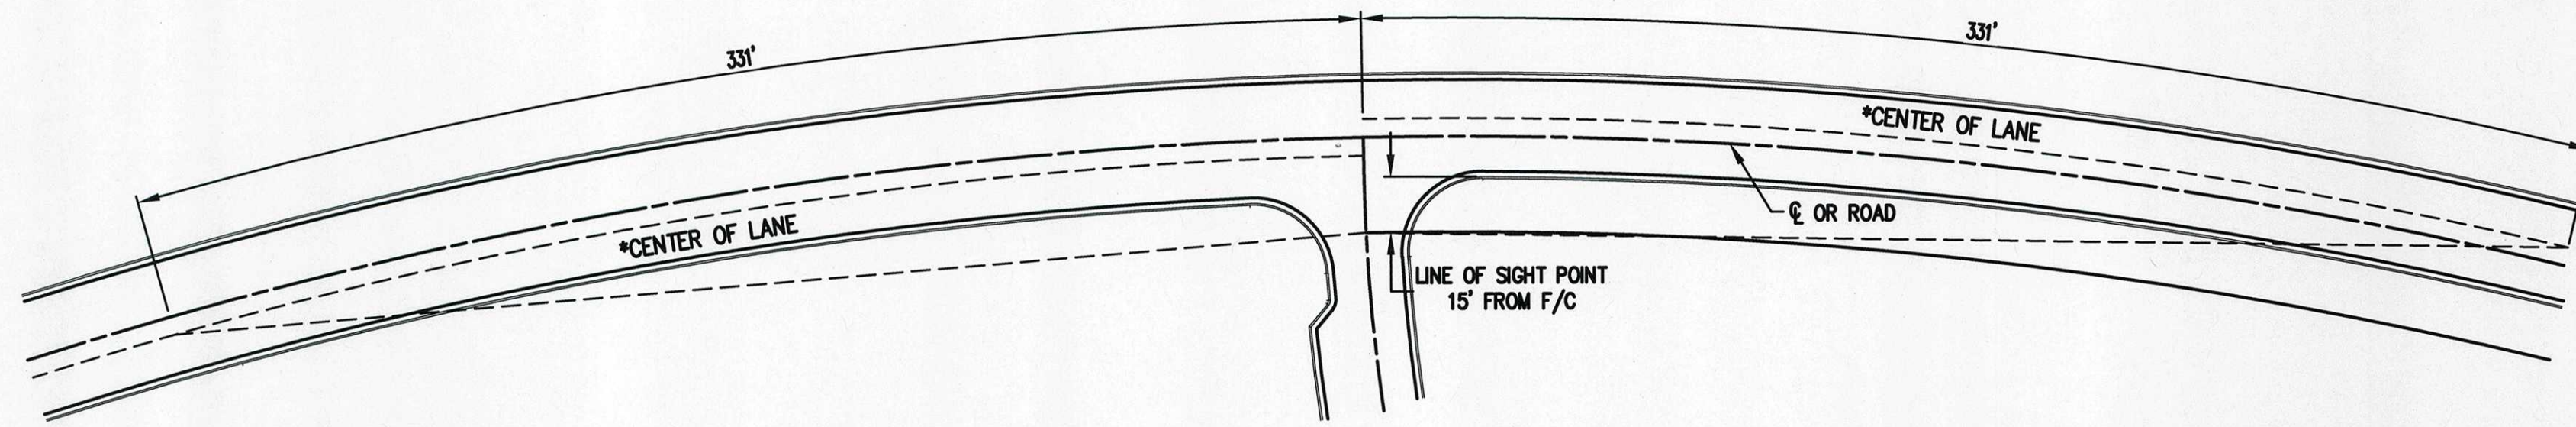 331'
331'
*CENTER OF LANE
*CENTER OF LANE
℄ OR ROAD
LINE OF SIGHT POINT
15' FROM F/C